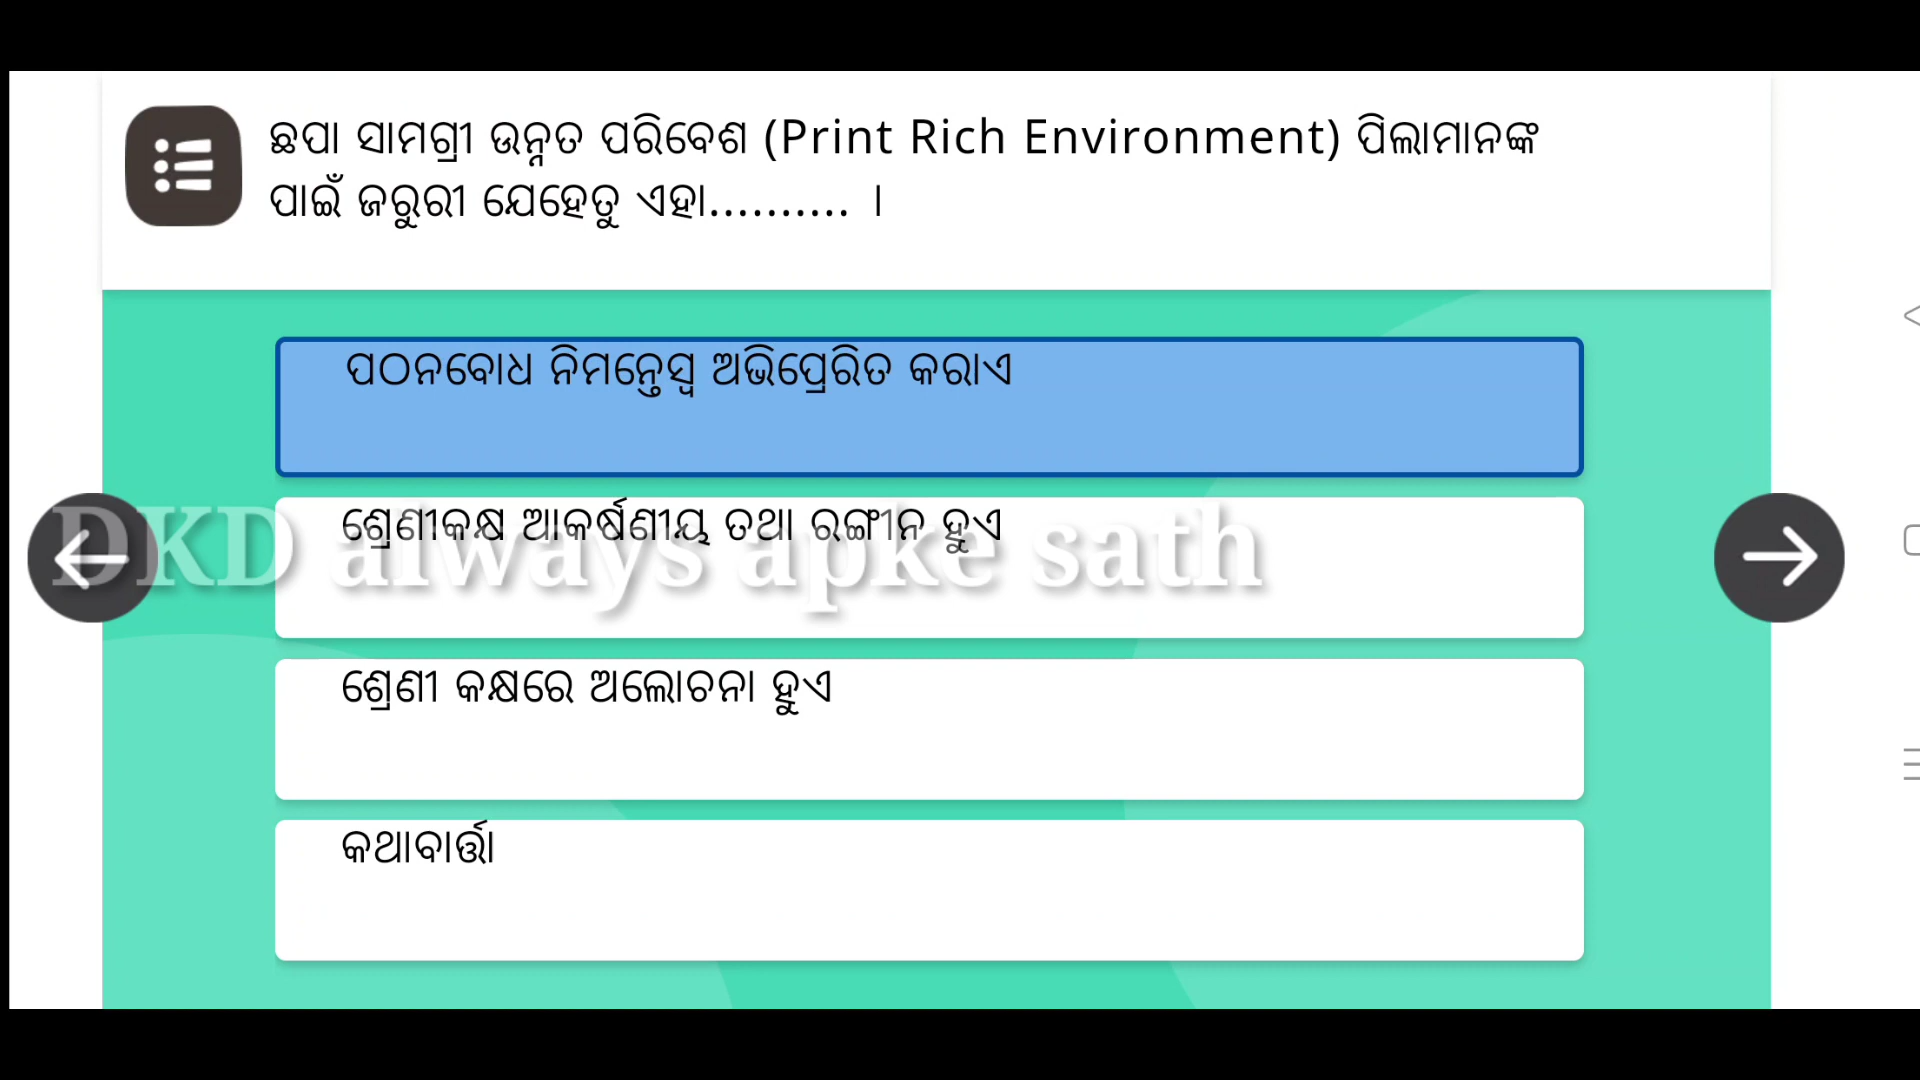 ଛପା ସାମଗ୍ରୀ ଉନ୍ନତ ପରିବେଶ (Print Rich Environment) ପିଲାମାନଙ୍କ
ପାଇଁ ଜରୁରୀ ଯେହେତୁ ଏହା.......... ।
ପଠନବୋଧ ନିମନ୍ତେସ୍ଵ ଅଭିପ୍ରେରିତ କରାଏ
ଶ୍ରେଣୀକକ୍ଷ ଆକର୍ଷଣୀୟ ତଥା ରଙ୍ଗୀନ ହୁଏ
DKD always apke sath
ଶ୍ରେଣୀ କକ୍ଷରେ ଅଲୋଚନା ହୁଏ
କଥାବାର୍ତ୍ତା